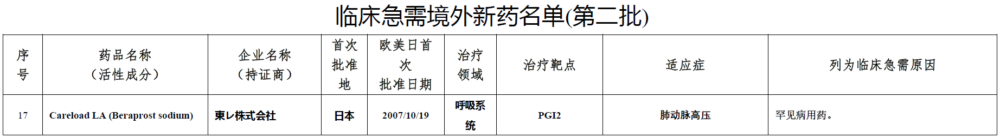 临床急需境外新药名单(第二批)
序号
药品名称
（活性成分）
企业名称
（持证商）
首次批准地
欧美日首次
批准日期
治疗领域
治疗靶点
适应症
列为临床急需原因
17
Careload LA (Beraprost sodium)
東レ株式会社
日本
2007/10/19
呼吸系统
PGI2
肺动脉高压
罕见病用药。